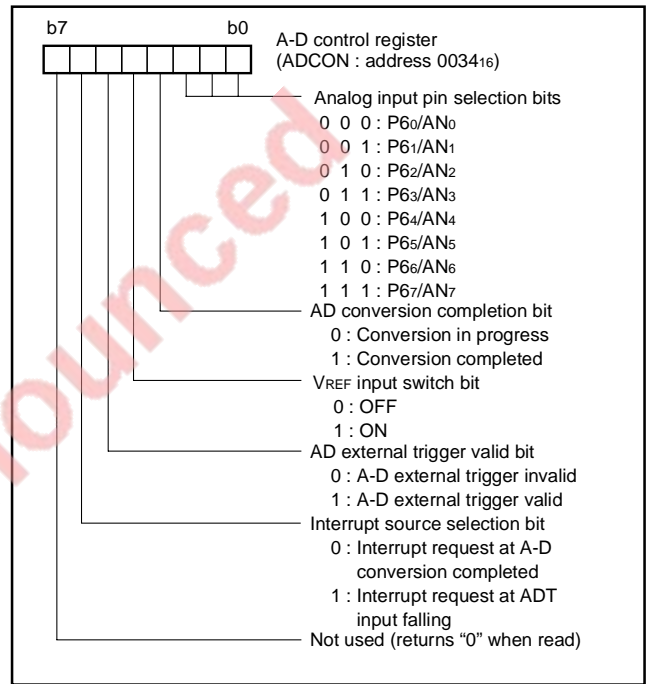 b7 b0
A-D control register
(ADCON : address 003416)
Analog input pin selection bits
0 0 0 : P60/AN0
0 0 1 : P61/AN1
0 1 0 : P62/AN2
0 1 1 : P63/AN3
1 0 0 : P64/AN4
1 0 1 : P65/AN5
1 1 0 : P66/AN6
1 1 1 : P67/AN7
AD conversion completion bit
0 : Conversion in progress
1 : Conversion completed
VREF input switch bit
0 : OFF
1 : ON
AD external trigger valid bit
0 : A-D external trigger invalid
1 : A-D external trigger valid
Interrupt source selection bit
0 : Interrupt request at A-D
conversion completed
1 : Interrupt request at ADT
input falling
Not used (returns “0” when read)
ounced